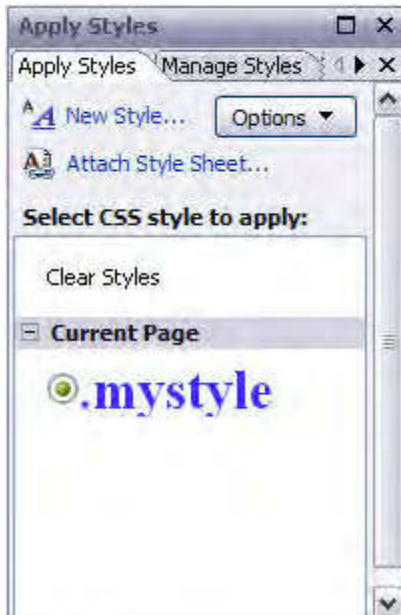 Apply Styles
Apply Styles Manage Styles
New Style... Options
Attach Style Sheet...
Select CSS style to apply:
Clear Styles
Current Page
.mystyle